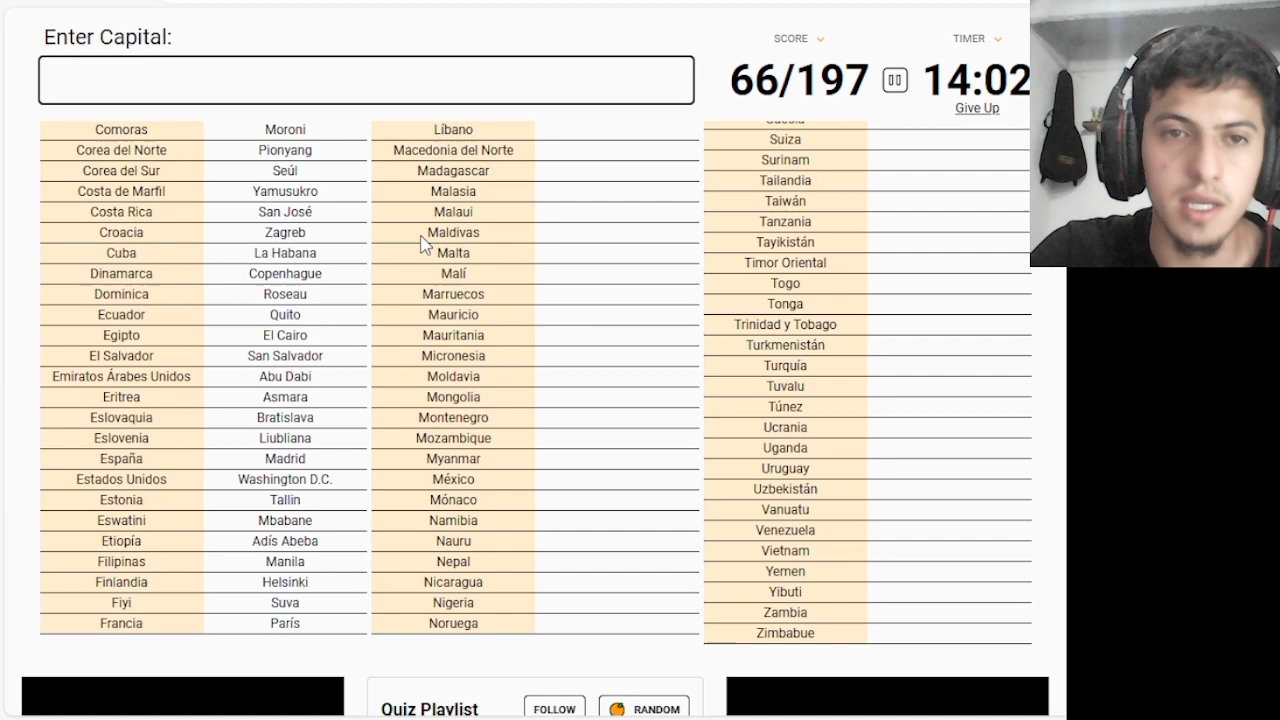 Enter Capital:
SCORE
TIMER
66/197
14:02
Give Up
Comoras Moroni
Corea del Norte Pionyang
Corea del Sur Seúl
Costa de Marfil Yamusukro
Costa Rica San José
Croacia Zagreb
Cuba La Habana
Dinamarca Copenhague
Dominica Roseau
Ecuador Quito
Egipto El Cairo
El Salvador San Salvador
Emiratos Árabes Unidos Abu Dabi
Eritrea Asmara
Eslovaquia Bratislava
Eslovenia Liubliana
España Madrid
Estados Unidos Washington D.C.
Estonia Tallin
Eswatini Mbabane
Etiopía Adís Abeba
Filipinas Manila
Finlandia Helsinki
Fiyi Suva
Francia París
Líbano
Macedonia del Norte
Madagascar
Malasia
Malaui
Maldivas
Malta
Malí
Marruecos
Mauricio
Mauritania
Micronesia
Moldavia
Mongolia
Montenegro
Mozambique
Myanmar
México
Mónaco
Namibia
Nauru
Nepal
Nicaragua
Nigeria
Noruega
Suiza
Surinam
Tailandia
Taiwán
Tanzania
Tayikistán
Timor Oriental
Togo
Tonga
Trinidad y Tobago
Turkmenistán
Turquía
Tuvalu
Túnez
Ucrania
Uganda
Uruguay
Uzbekistán
Vanuatu
Venezuela
Vietnam
Yemen
Yibuti
Zambia
Zimbabue
Quiz Playlist
FOLLOW
RANDOM